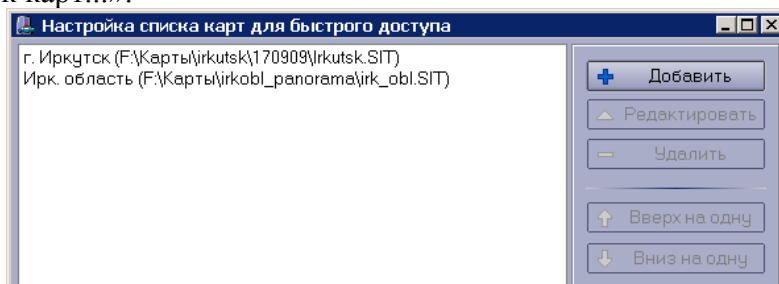 к карт...».
Настройка списка карт для быстрого доступа
г. Иркутск (F:\Карты\irkutsk\170909\Irkutsk.SIT)
Ирк. область (F:\Карты\irkobl_panorama\irk_obl.SIT)
Добавить
Редактировать
Удалить
Вверх на одну
Вниз на одну